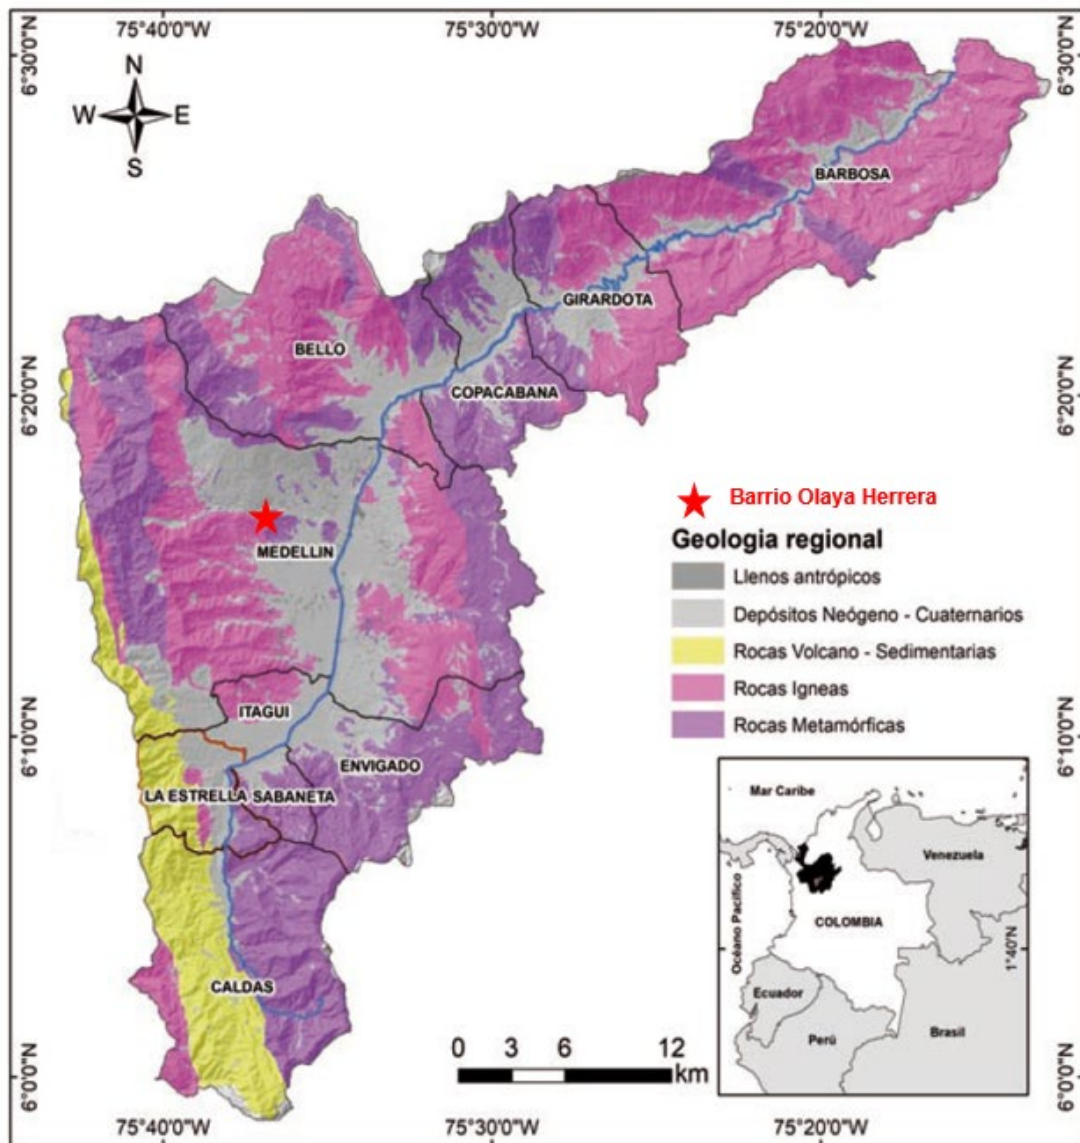 75°40'0"W
75°30'0"W
75°20'0"W
6°30'0"N
6°30'0"N
N
W
E
S
BARBOSA
GIRARDOTA
BELLO
COPACABANA
6°20'0"N
6°20'0"N
MEDELLIN
Barrio Olaya Herrera
Geologia regional
Llenos antrópicos
Depósitos Neógeno - Cuaternarios
Rocas Volcano - Sedimentarias
Rocas Igneas
Rocas Metamórficas
ITAGUI
6°10'0"N
6°10'0"N
ENVIGADO
LA ESTRELLA
SABANETA
CALDAS
Mar Caribe
Venezuela
Océano Pacífico
COLOMBIA
1°40'N
Ecuador
Perú
Brasil
0 3 6 12
km
6°0'0"N
6°0'0"N
75°40'0"W
75°30'0"W
75°20'0"W